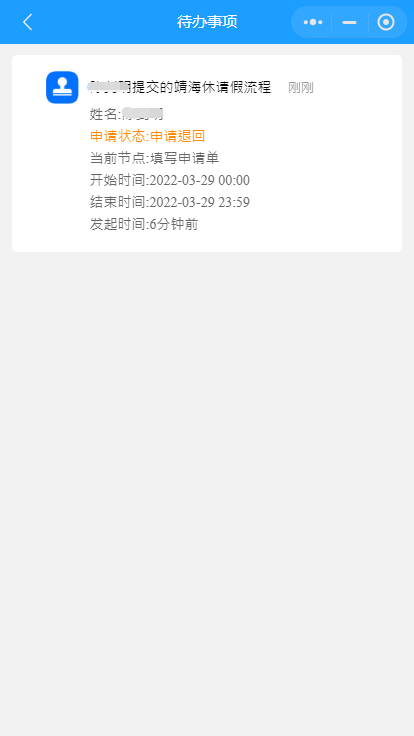 待办事项
提交的靖海休请假流程 刚刚
姓名:
申请状态:申请退回
当前节点:填写申请单
开始时间:2022-03-29 00:00
结束时间:2022-03-29 23:59
发起时间:6分钟前